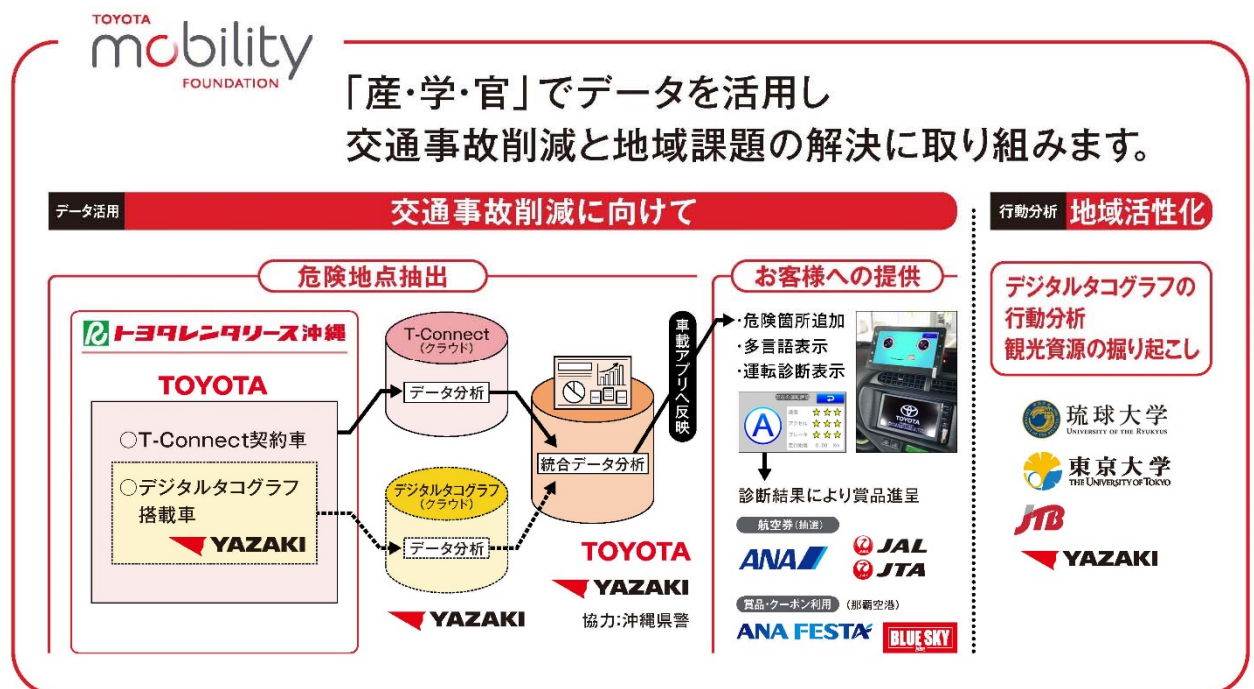 TOYOTA
mobility
FOUNDATION
「産・学・官」でデータを活用し
交通事故削減と地域課題の解決に取り組みます。
データ活用
交通事故削減に向けて
危険地点抽出
トヨタレンタリース沖縄
TOYOTA
○T-Connect契約車
○デジタルタコグラフ
搭載車
YAZAKI
T-Connect
(クラウド)
データ分析
デジタルタコグラフ
(クラウド)
データ分析
YAZAKI
統合データ分析
TOYOTA
YAZAKI
協力:沖縄県警
車載アプリへ反映
お客様への提供
・危険箇所追加
・多言語表示
・運転診断表示
A
アクセル
ブレーキ
TOYOTA
診断結果により賞品進呈
航空券(抽選)
ANA
JAL
JTA
賞品・クーポン利用 (那覇空港)
ANA FESTA
BLUE SKY
行動分析
地域活性化
デジタルタコグラフの
行動分析
観光資源の掘り起こし
琉球大学
UNIVERSITY OF THE RYUKYUS
東京大学
THE UNIVERSITY OF TOKYO
JTB
YAZAKI